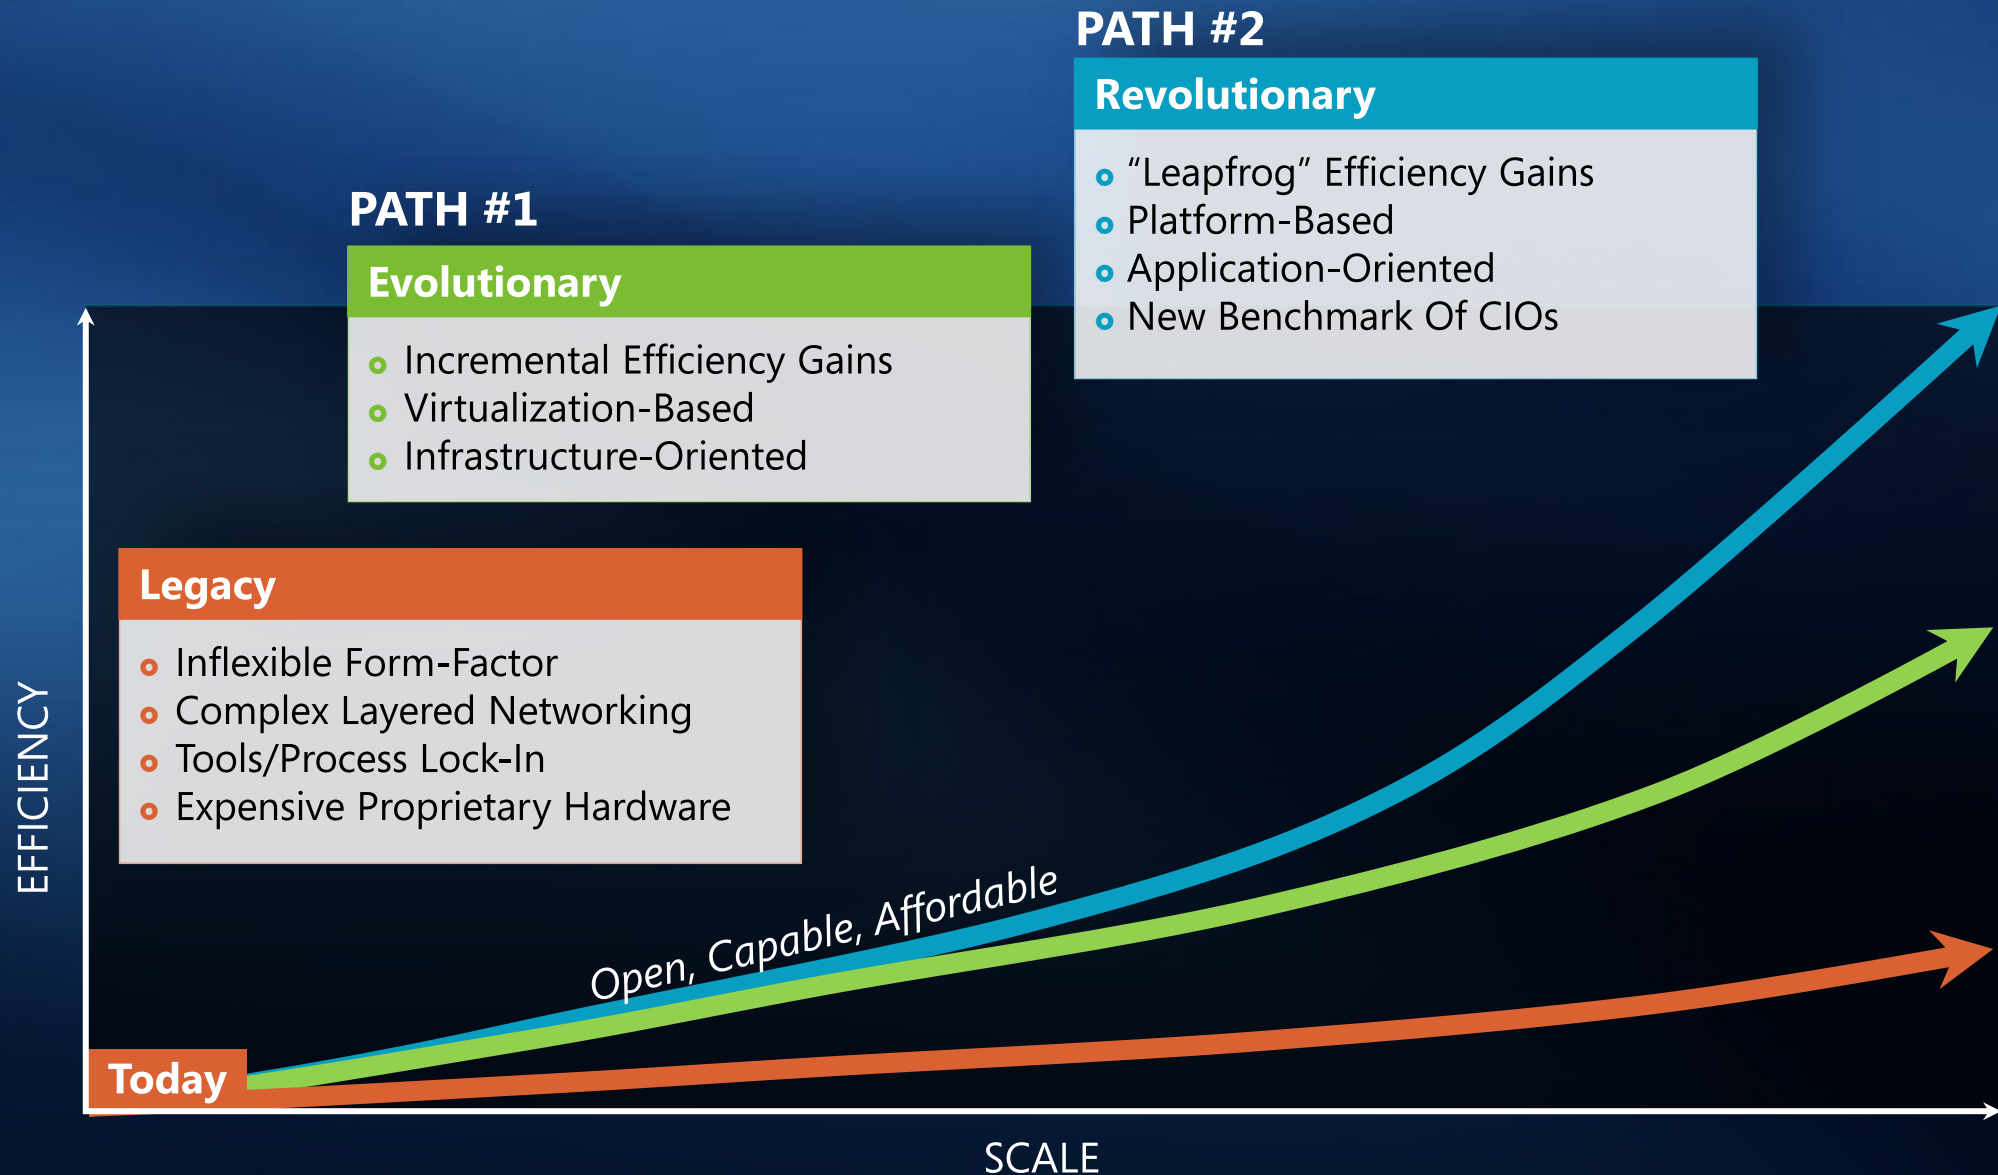 PATH #2
Revolutionary
“Leapfrog” Efficiency Gains
Platform-Based
Application-Oriented
New Benchmark Of CIOs
PATH #1
Evolutionary
Incremental Efficiency Gains
Virtualization-Based
Infrastructure-Oriented
Legacy
Inflexible Form-Factor
Complex Layered Networking
Tools/Process Lock-In
Expensive Proprietary Hardware
EFFICIENCY
Open, Capable, Affordable
Today
SCALE